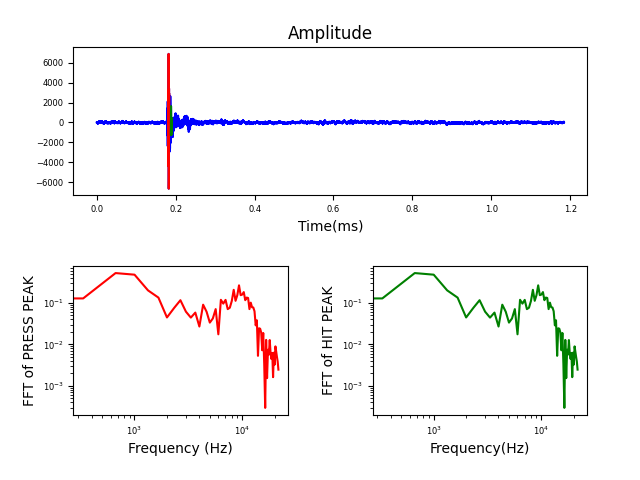 Amplitude
6000
4000
2000
0
−2000
−4000
−6000
0.0 0.2 0.4 0.6 0.8 1.0 1.2
Time(ms)
FFT of PRESS PEAK
10⁻¹
10⁻²
10⁻³
10³ 10⁴
Frequency (Hz)
FFT of HIT PEAK
10⁻¹
10⁻²
10⁻³
10³ 10⁴
Frequency(Hz)